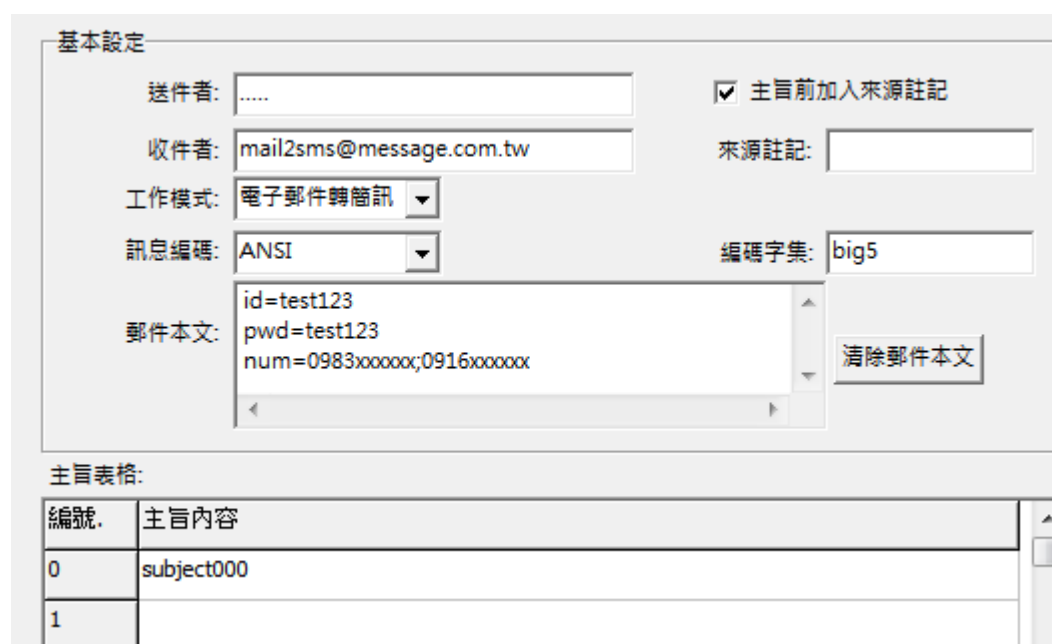 基本設定
送件者: .....
主旨前加入來源註記
收件者: mail2sms@message.com.tw
來源註記:
工作模式: 電子郵件轉簡訊
訊息編碼: ANSI
編碼字集: big5
郵件本文:
id=test123
pwd=test123
num=0983xxxxxx;0916xxxxxx
清除郵件本文
主旨表格:
編號. 主旨內容
0 subject000
1